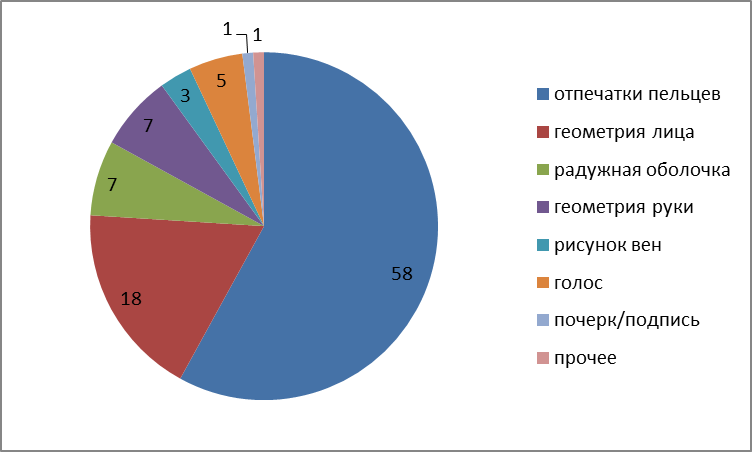 1
1
5
3
7
7
18
58
отпечатки пельцев
геометрия лица
радужная оболочка
геометрия руки
рисунок вен
голос
почерк/подпись
прочее